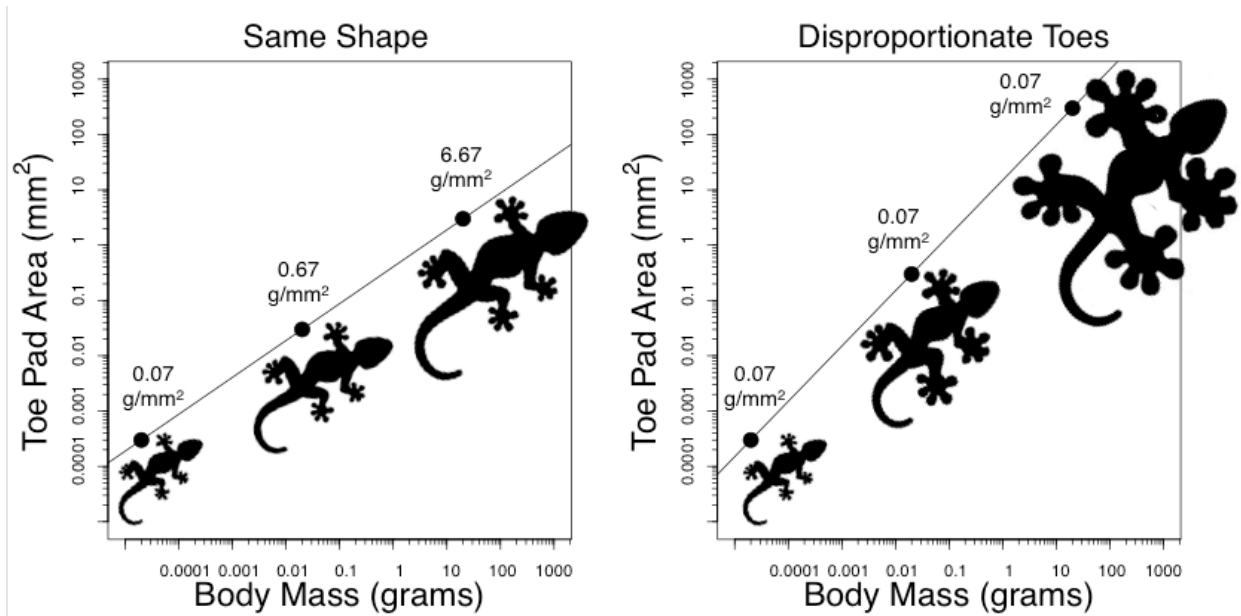 Same Shape
Toe Pad Area (mm²)
1000
100
10
1
0.1
0.01
0.001
0.0001
0.07
g/mm²
0.67
g/mm²
6.67
g/mm²
0.0001 0.001 0.01 0.1 1 10 100 1000
Body Mass (grams)
Disproportionate Toes
Toe Pad Area (mm²)
1000
100
10
1
0.1
0.01
0.001
0.0001
0.07
g/mm²
0.07
g/mm²
0.07
g/mm²
0.0001 0.001 0.01 0.1 1 10 100 1000
Body Mass (grams)